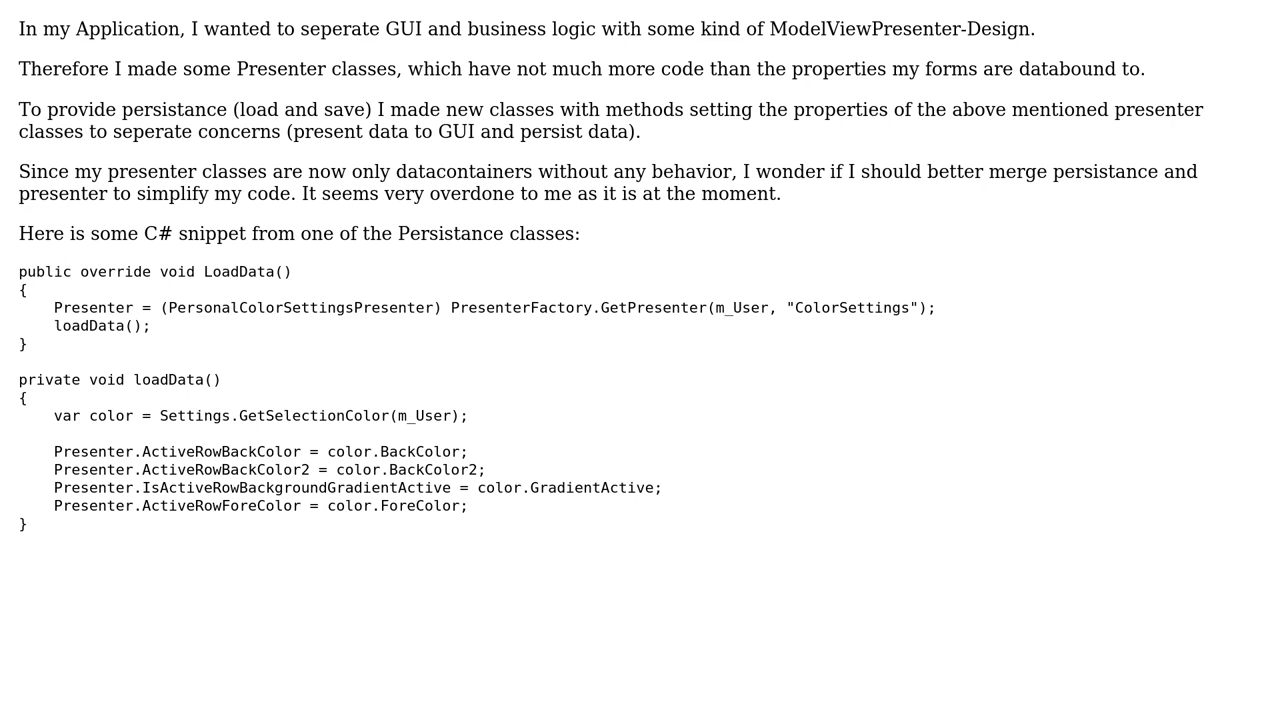 In my Application, I wanted to seperate GUI and business logic with some kind of ModelViewPresenter-Design.
Therefore I made some Presenter classes, which have not much more code than the properties my forms are databound to.
To provide persistance (load and save) I made new classes with methods setting the properties of the above mentioned presenter
classes to seperate concerns (present data to GUI and persist data).
Since my presenter classes are now only datacontainers without any behavior, I wonder if I should better merge persistance and
presenter to simplify my code. It seems very overdone to me as it is at the moment.
Here is some C# snippet from one of the Persistance classes:
public override void LoadData()
{
    Presenter = (PersonalColorSettingsPresenter) PresenterFactory.GetPresenter(m_User, "ColorSettings");
    loadData();
}
private void loadData()
{
    var color = Settings.GetSelectionColor(m_User);
    Presenter.ActiveRowBackColor = color.BackColor;
    Presenter.ActiveRowBackColor2 = color.BackColor2;
    Presenter.IsActiveRowBackgroundGradientActive = color.GradientActive;
    Presenter.ActiveRowForeColor = color.ForeColor;
}